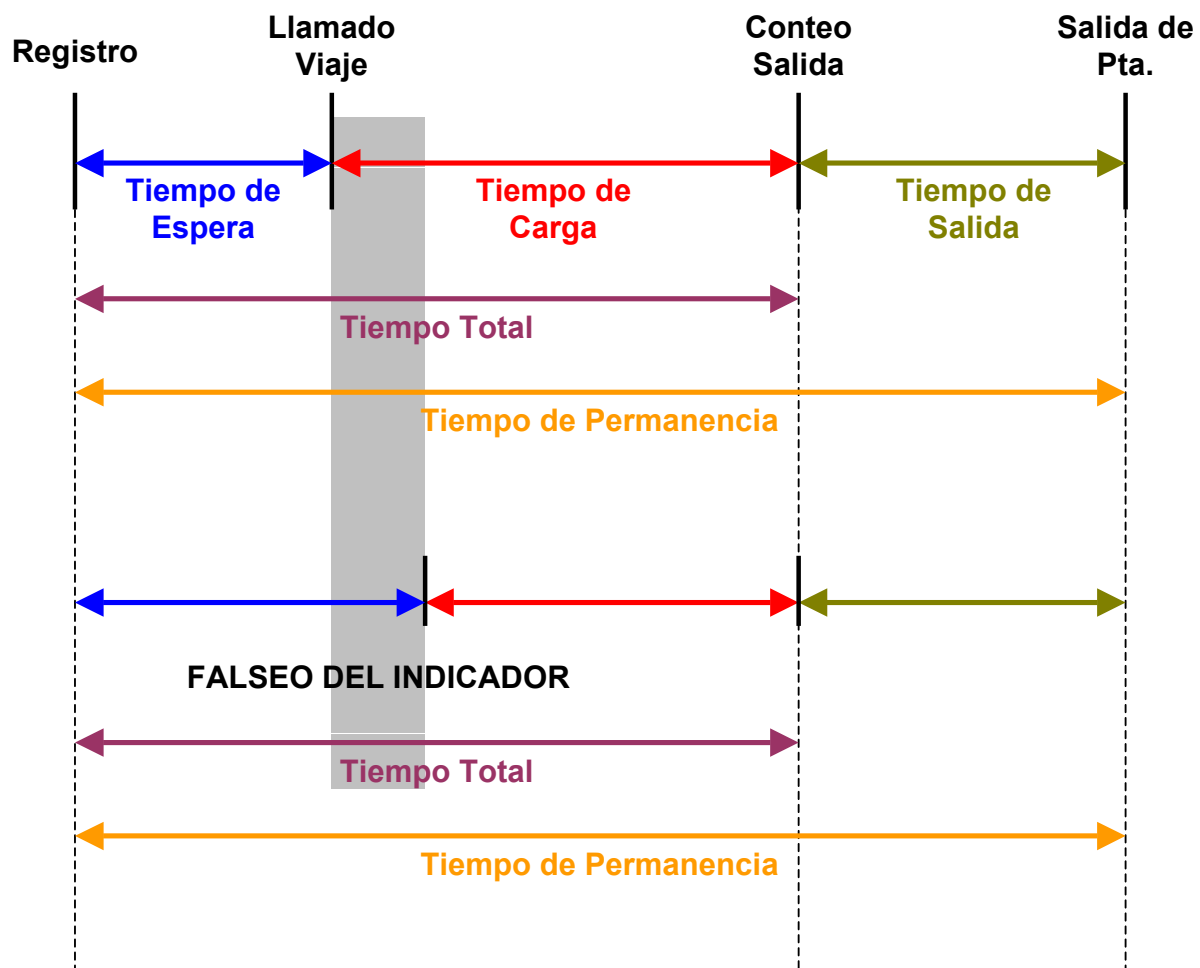 Registro
Llamado
Viaje
Conteo
Salida
Salida de
Pta.
Tiempo de
Espera
Tiempo de
Carga
Tiempo de
Salida
Tiempo Total
Tiempo de Permanencia
FALSEO DEL INDICADOR
Tiempo Total
Tiempo de Permanencia